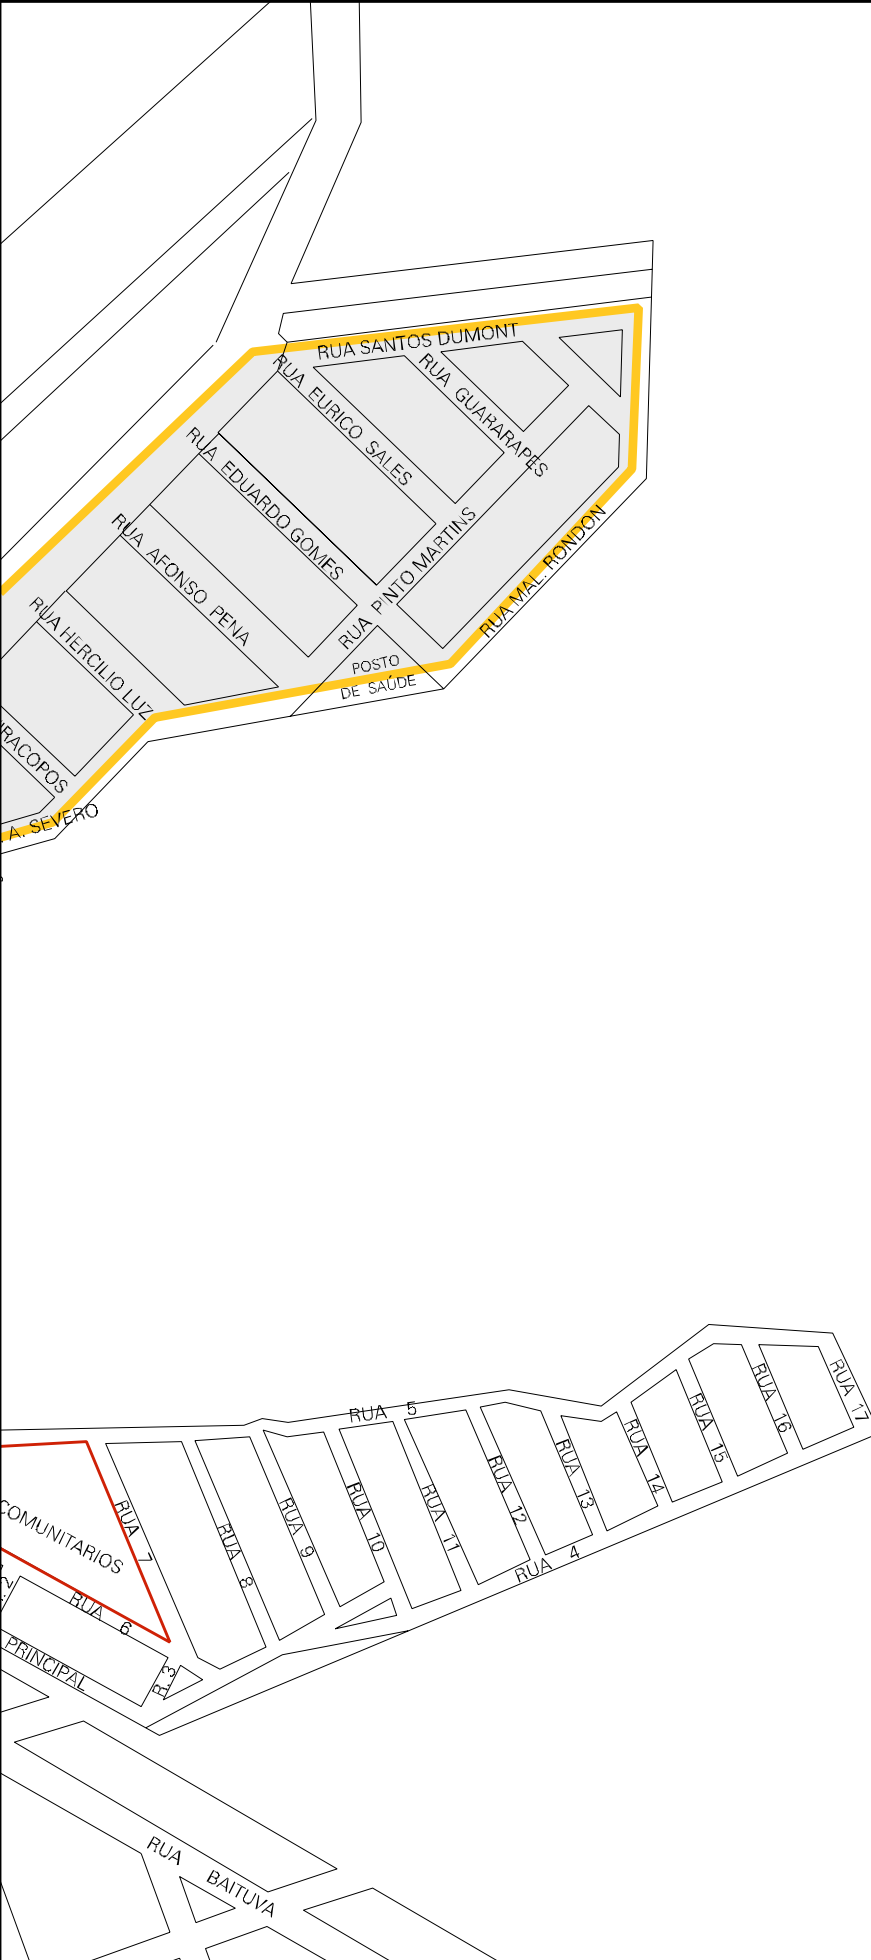 RUA SANTOS DUMONT
RUA EURICO SALES
RUA GUARARAPES
RUA EDUARDO GOMES
RUA AFONSO PENA
RUA PINTO MARTINS
RUA MAL. RONDON
RUA HERCILIO LUZ
POSTO
DE SAÚDE
IRACOPOS
. A. SEVERO
RUA 5
RUA 17
RUA 16
RUA 15
RUA 14
RUA 13
RUA 12
RUA 11
RUA 10
RUA 9
RUA 8
RUA 7
COMUNITARIOS
RUA 4
.2
RUA 6
PRINCIPAL
R. 3
RUA BAITUVA